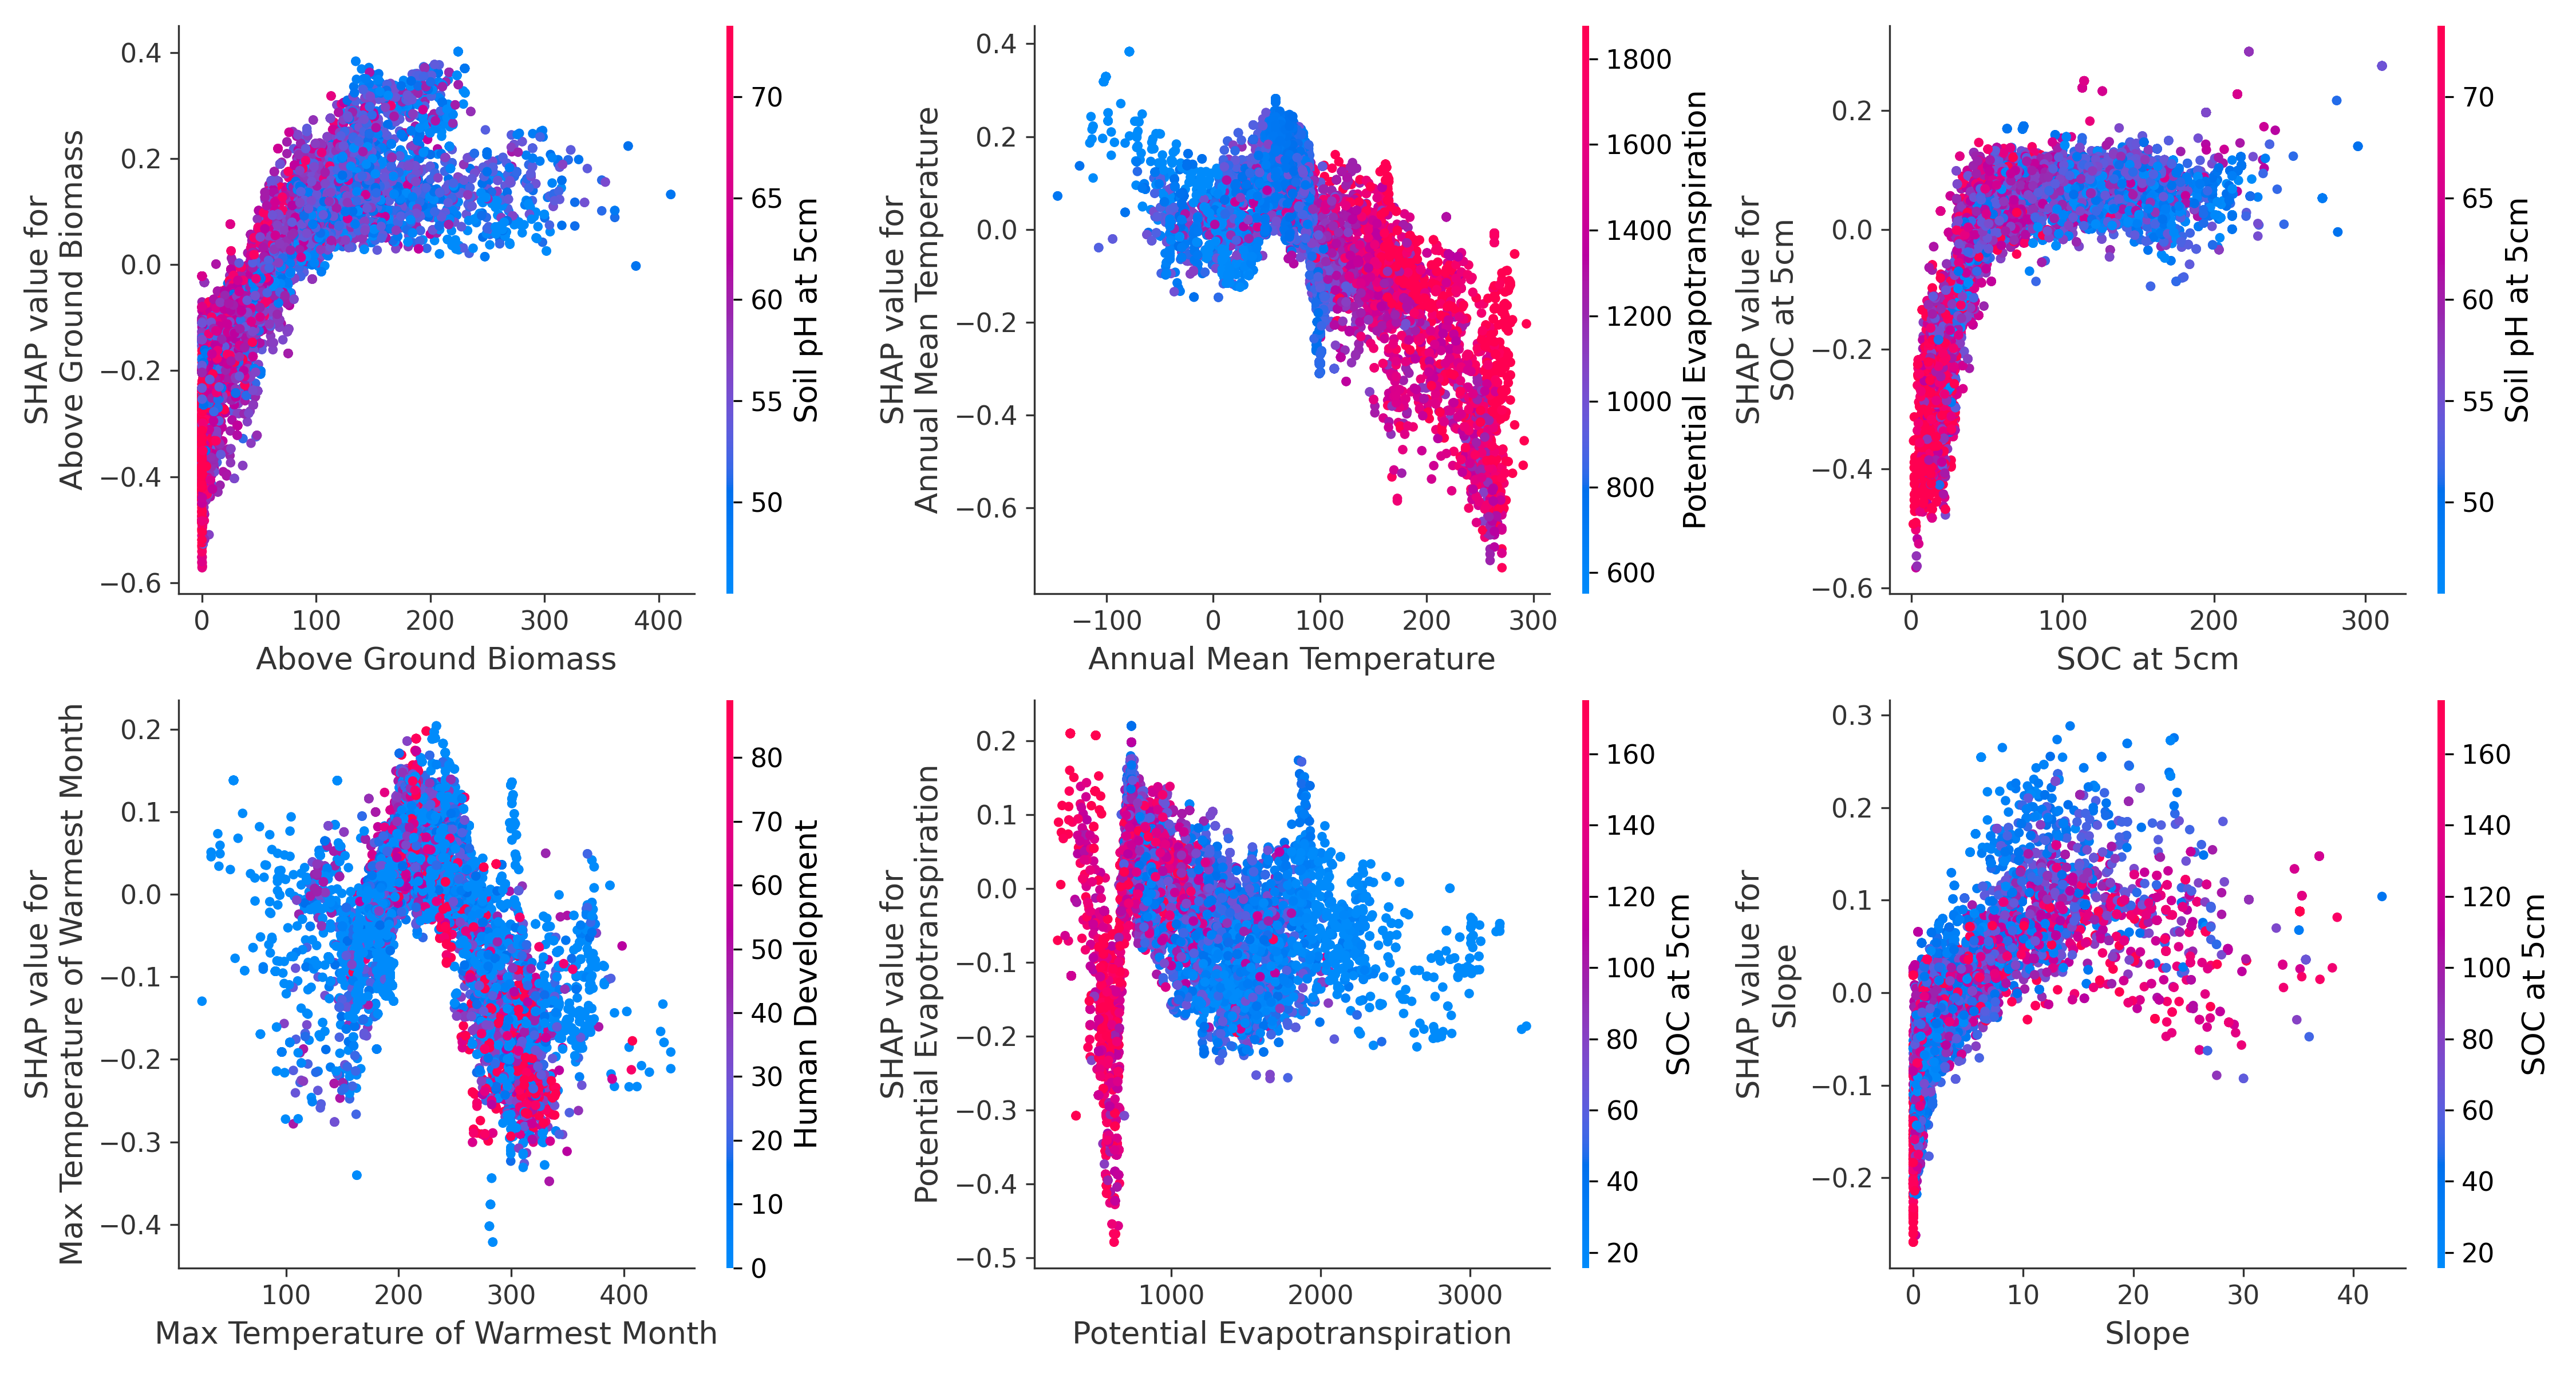 SHAP value for
Above Ground Biomass
0.4
0.2
0.0
−0.2
−0.4
−0.6
0 100 200 300 400
Above Ground Biomass
70
65
60
55
50
Soil pH at 5cm
SHAP value for
Annual Mean Temperature
0.4
0.2
0.0
−0.2
−0.4
−0.6
−100 0 100 200 300
Annual Mean Temperature
1800
1600
1400
1200
1000
800
600
Potential Evapotranspiration
SHAP value for
SOC at 5cm
0.2
0.0
−0.2
−0.4
−0.6
0 100 200 300
SOC at 5cm
70
65
60
55
50
Soil pH at 5cm
SHAP value for
Max Temperature of Warmest Month
0.2
0.1
0.0
−0.1
−0.2
−0.3
−0.4
100 200 300 400
Max Temperature of Warmest Month
80
70
60
50
40
30
20
10
0
Human Development
SHAP value for
Potential Evapotranspiration
0.2
0.1
0.0
−0.1
−0.2
−0.3
−0.4
−0.5
1000 2000 3000
Potential Evapotranspiration
160
140
120
100
80
60
40
20
SOC at 5cm
SHAP value for
Slope
0.3
0.2
0.1
0.0
−0.1
−0.2
0 10 20 30 40
Slope
160
140
120
100
80
60
40
20
SOC at 5cm